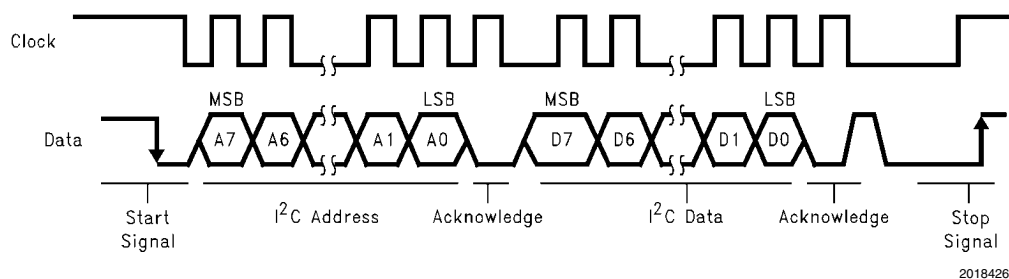 Clock
MSB
LSB
MSB
LSB
Data
A7
A6
A1
A0
D7
D6
D1
D0
Start
Signal
I²C Address
Acknowledge
I²C Data
Acknowledge
Stop
Signal
2018426